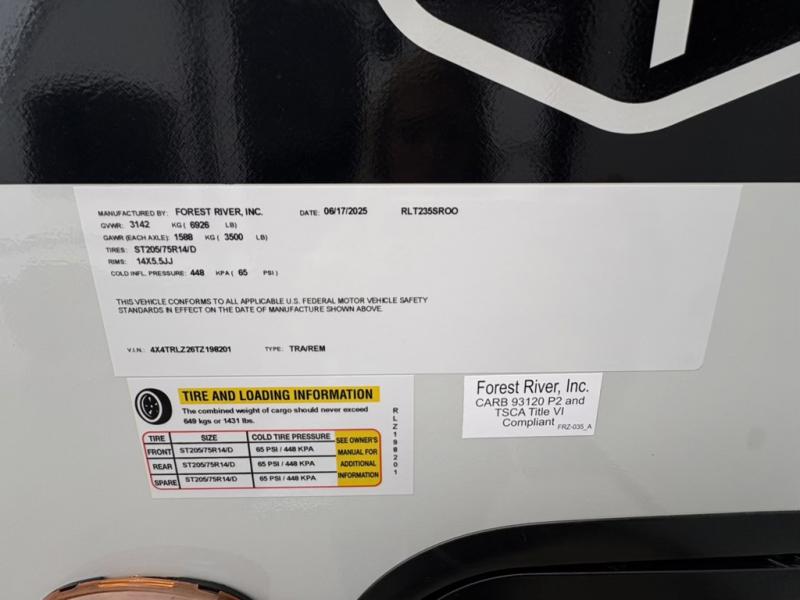 MANUFACTURED BY: FOREST RIVER, INC. DATE: 06/17/2025 RLT235SROO
GVWR: 3142 KG ( 6926 LB)
GAWR (EACH AXLE): 1588 KG ( 3500 LB)
TIRES: ST205/75R14/D
RIMS: 14X5.5JJ
COLD INFL. PRESSURE: 448 KPA ( 65 PSI )
THIS VEHICLE CONFORMS TO ALL APPLICABLE U.S. FEDERAL MOTOR VEHICLE SAFETY
STANDARDS IN EFFECT ON THE DATE OF MANUFACTURE SHOWN ABOVE.
V.I.N.: 4X4TRLZ26TZ198201 TYPE: TRA/REM
TIRE AND LOADING INFORMATION
The combined weight of cargo should never exceed
649 kgs or 1431 lbs.
TIRE SIZE COLD TIRE PRESSURE
FRONT ST205/75R14/D 65 PSI / 448 KPA
REAR ST205/75R14/D 65 PSI / 448 KPA
SPARE ST205/75R14/D 65 PSI / 448 KPA
SEE OWNER'S
MANUAL FOR
ADDITIONAL
INFORMATION
RLZ198201
Forest River, Inc.
CARB 93120 P2 and
TSCA Title VI
Compliant FRZ-035_A